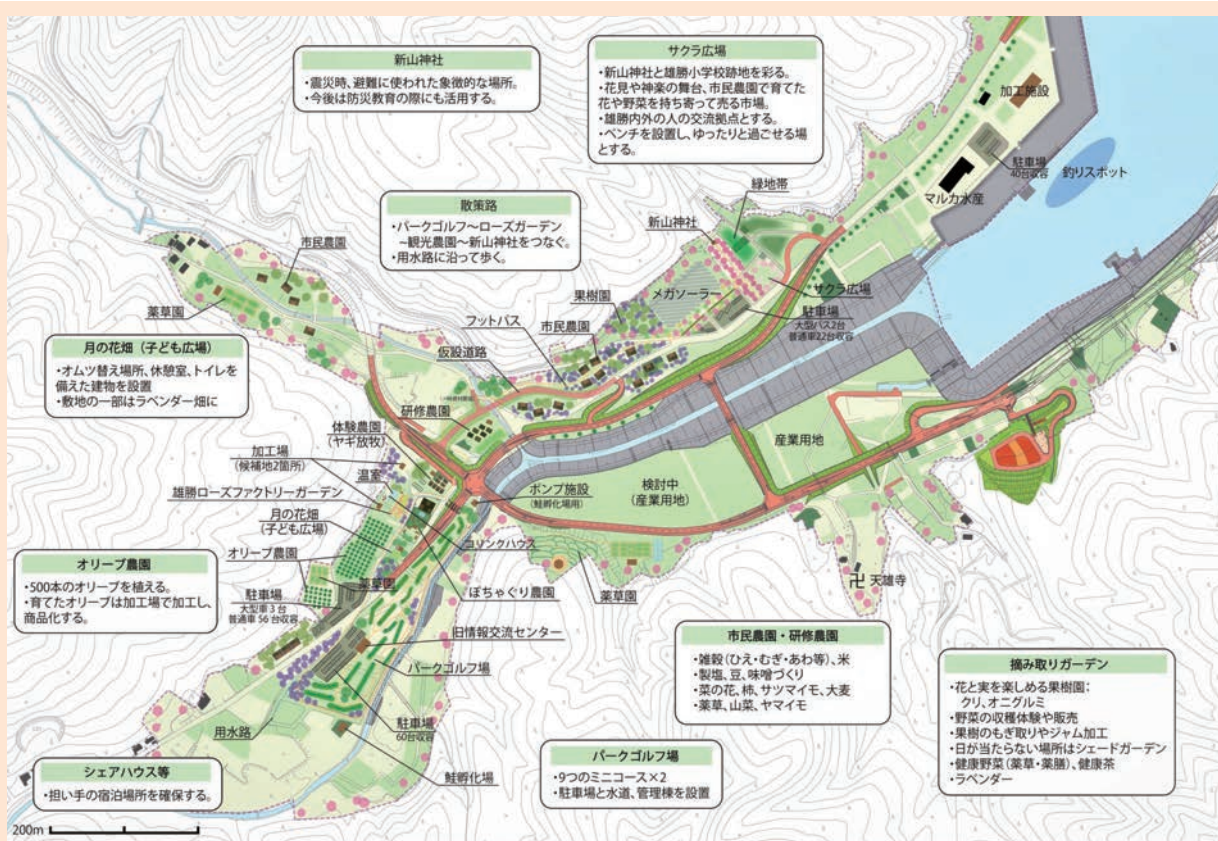 新山神社
・震災時、避難に使われた象徴的な場所。
・今後は防災教育の際にも活用する。
サクラ広場
・新山神社と雄勝小学校跡地を彩る。
・花見や神楽の舞台、市民農園で育てた
花や野菜を持ち寄って売る市場。
・雄勝内外の人の交流拠点とする。
・ベンチを設置し、ゆったりと過ごせる場
とする。
加工施設
駐車場
40台収容
釣りスポット
マルカ水産
緑地帯
新山神社
散策路
・パークゴルフ～ローズガーデン
~観光農園～新山神社をつなぐ。
・用水路に沿って歩く。
市民農園
薬草園
果樹園
メガソーラー
サクラ広場
駐車場
大型バス2台
普通車22台収容
フットパス
市民農園
仮設道路
月の花畑（子ども広場）
・オムツ替え場所、休憩室、トイレを
備えた建物を設置
・敷地の一部はラベンダー畑に
研修農園
体験農園
（ヤギ放牧）
加工場
（候補地2箇所）
温室
雄勝ローズファクトリーガーデン
月の花畑
（子ども広場）
オリーブ農園
薬草園
駐車場
大型車3台
普通車56台収容
産業用地
検討中
（産業用地）
ポンプ施設
（鮭孵化場用）
コリンクハウス
ぽちゃぐり農園
薬草園
天雄寺
オリーブ農園
・500本のオリーブを植える。
・育てたオリーブは加工場で加工し、
商品化する。
旧情報交流センター
パークゴルフ場
駐車場
60台収容
用水路
鮭孵化場
市民農園・研修農園
・雑穀（ひえ・むぎ・あわ等）、米
・製塩、豆、味噌づくり
・菜の花、柿、サツマイモ、大麦
・薬草、山菜、ヤマイモ
摘み取りガーデン
・花と実を楽しめる果樹園：
クリ、オニグルミ
・野菜の収穫体験や販売
・果樹のもぎ取りやジャム加工
・日が当たらない場所はシェードガーデン
・健康野菜（薬草・薬膳）、健康茶
・ラベンダー
シェアハウス等
・担い手の宿泊場所を確保する。
パークゴルフ場
・9つのミニコース×2
・駐車場と水道、管理棟を設置
200m